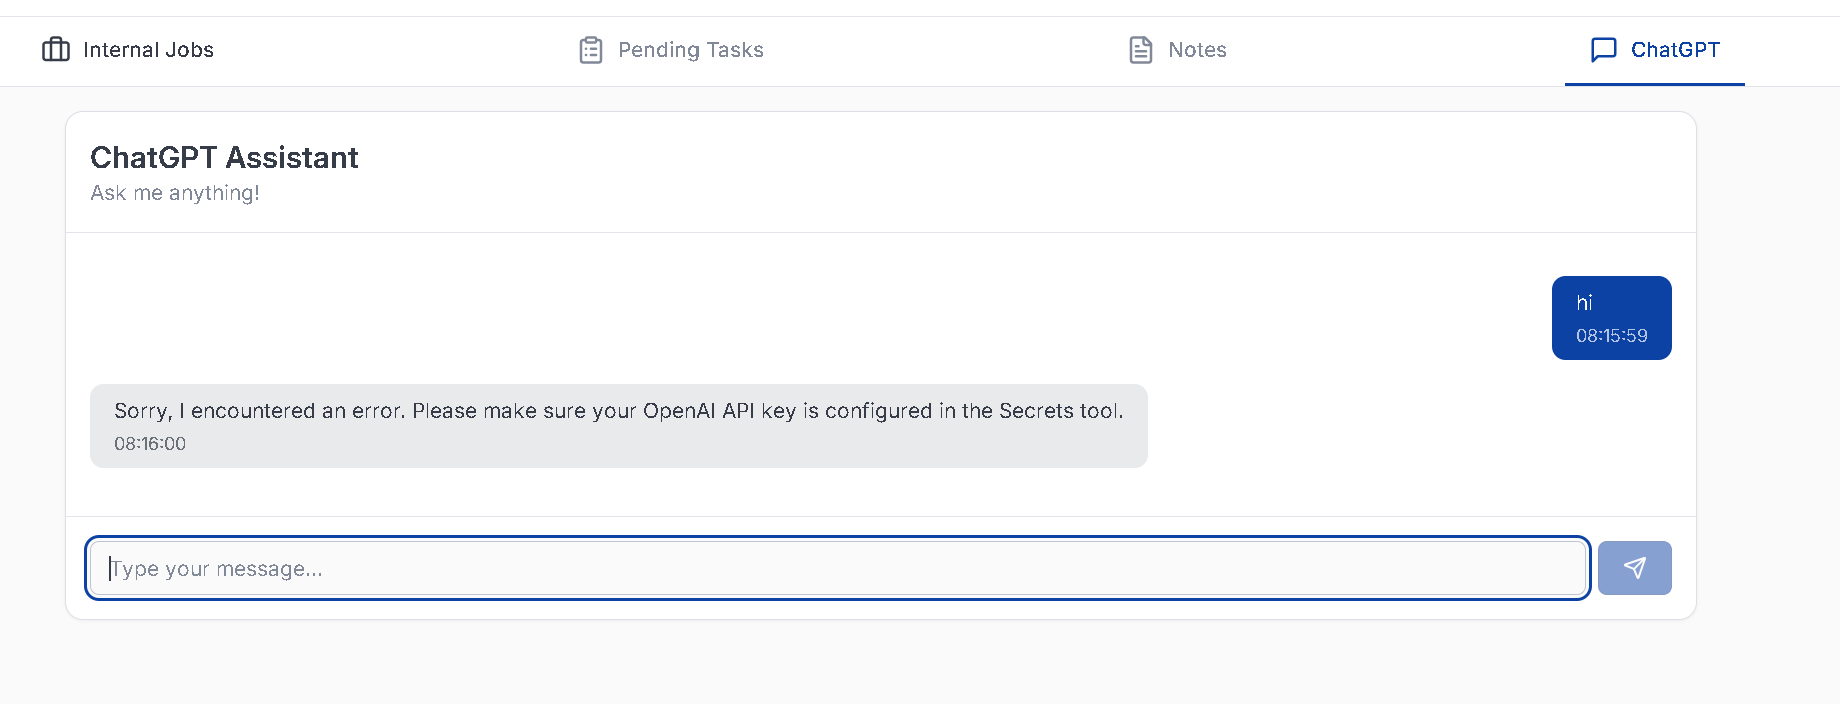 Internal Jobs
Pending Tasks
Notes
ChatGPT
ChatGPT Assistant
Ask me anything!
hi
08:15:59
Sorry, I encountered an error. Please make sure your OpenAI API key is configured in the Secrets tool.
08:16:00
Type your message...